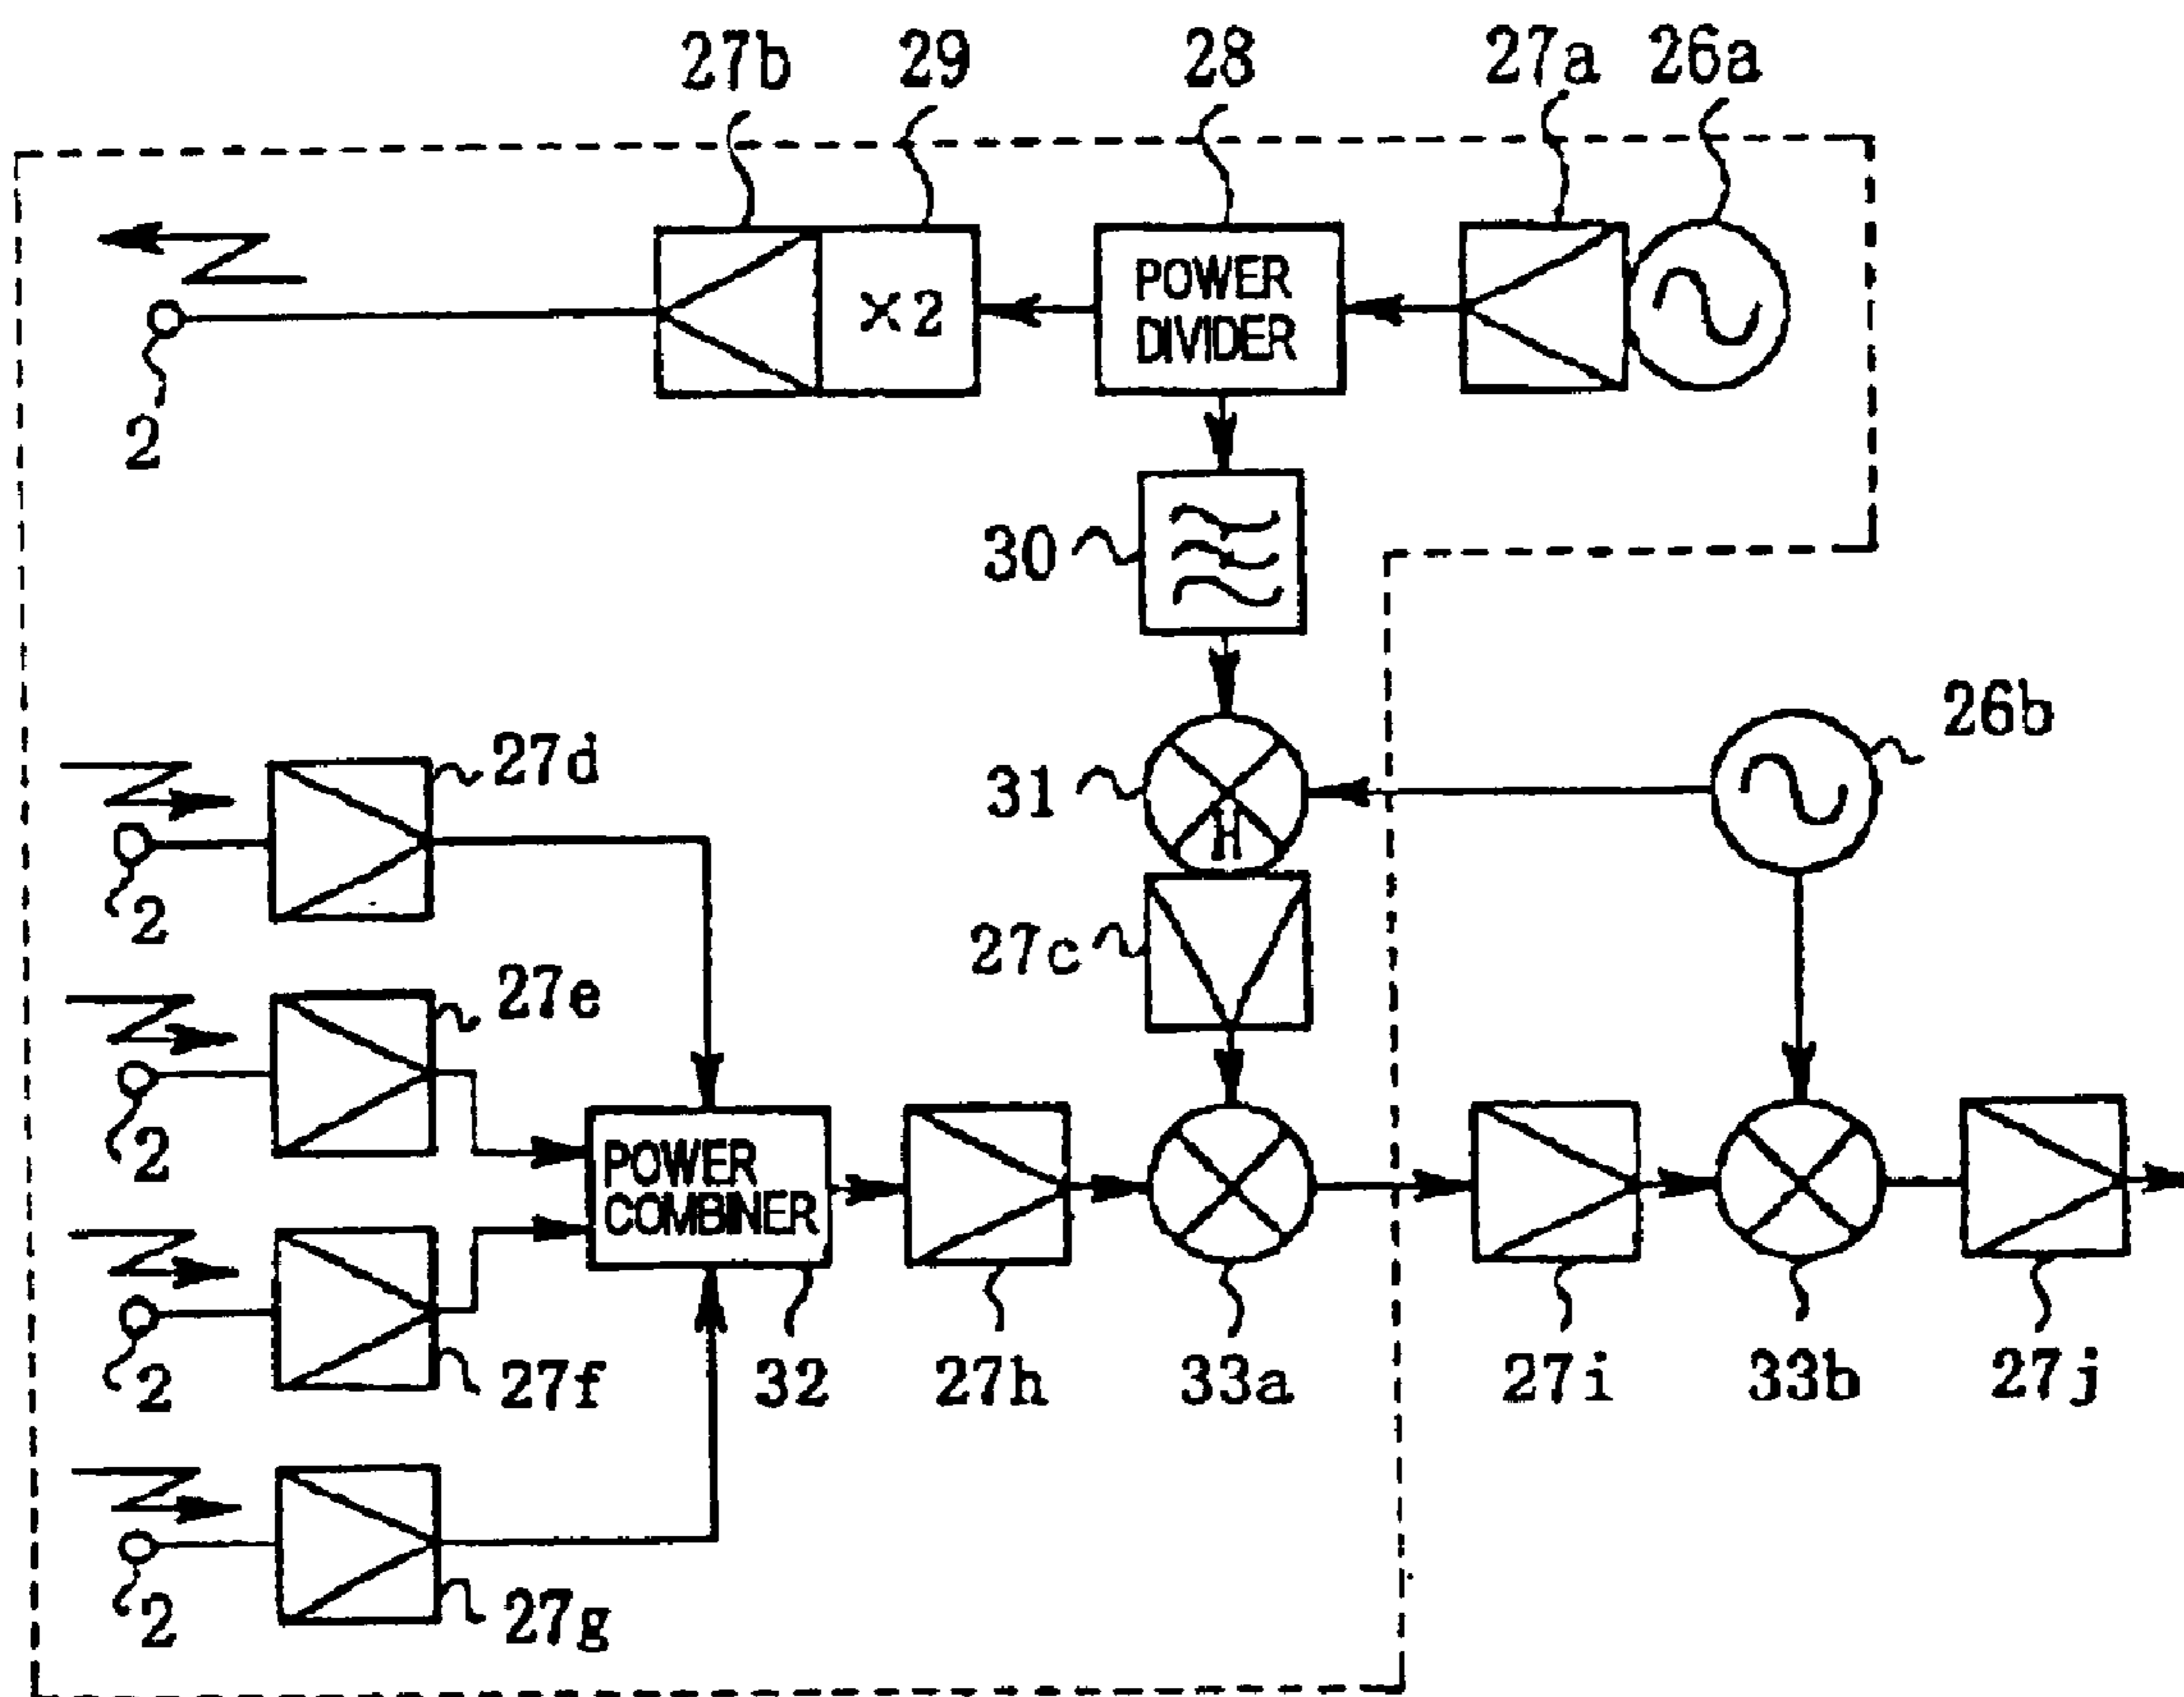 27b 29 28 27a 26a
×2
POWER
DIVIDER
2
30
26b
27d
31
H
2
27c
27e
2
POWER
COMBINER
2
27f
32
27h
33a
27i
33b
27j
2
27g